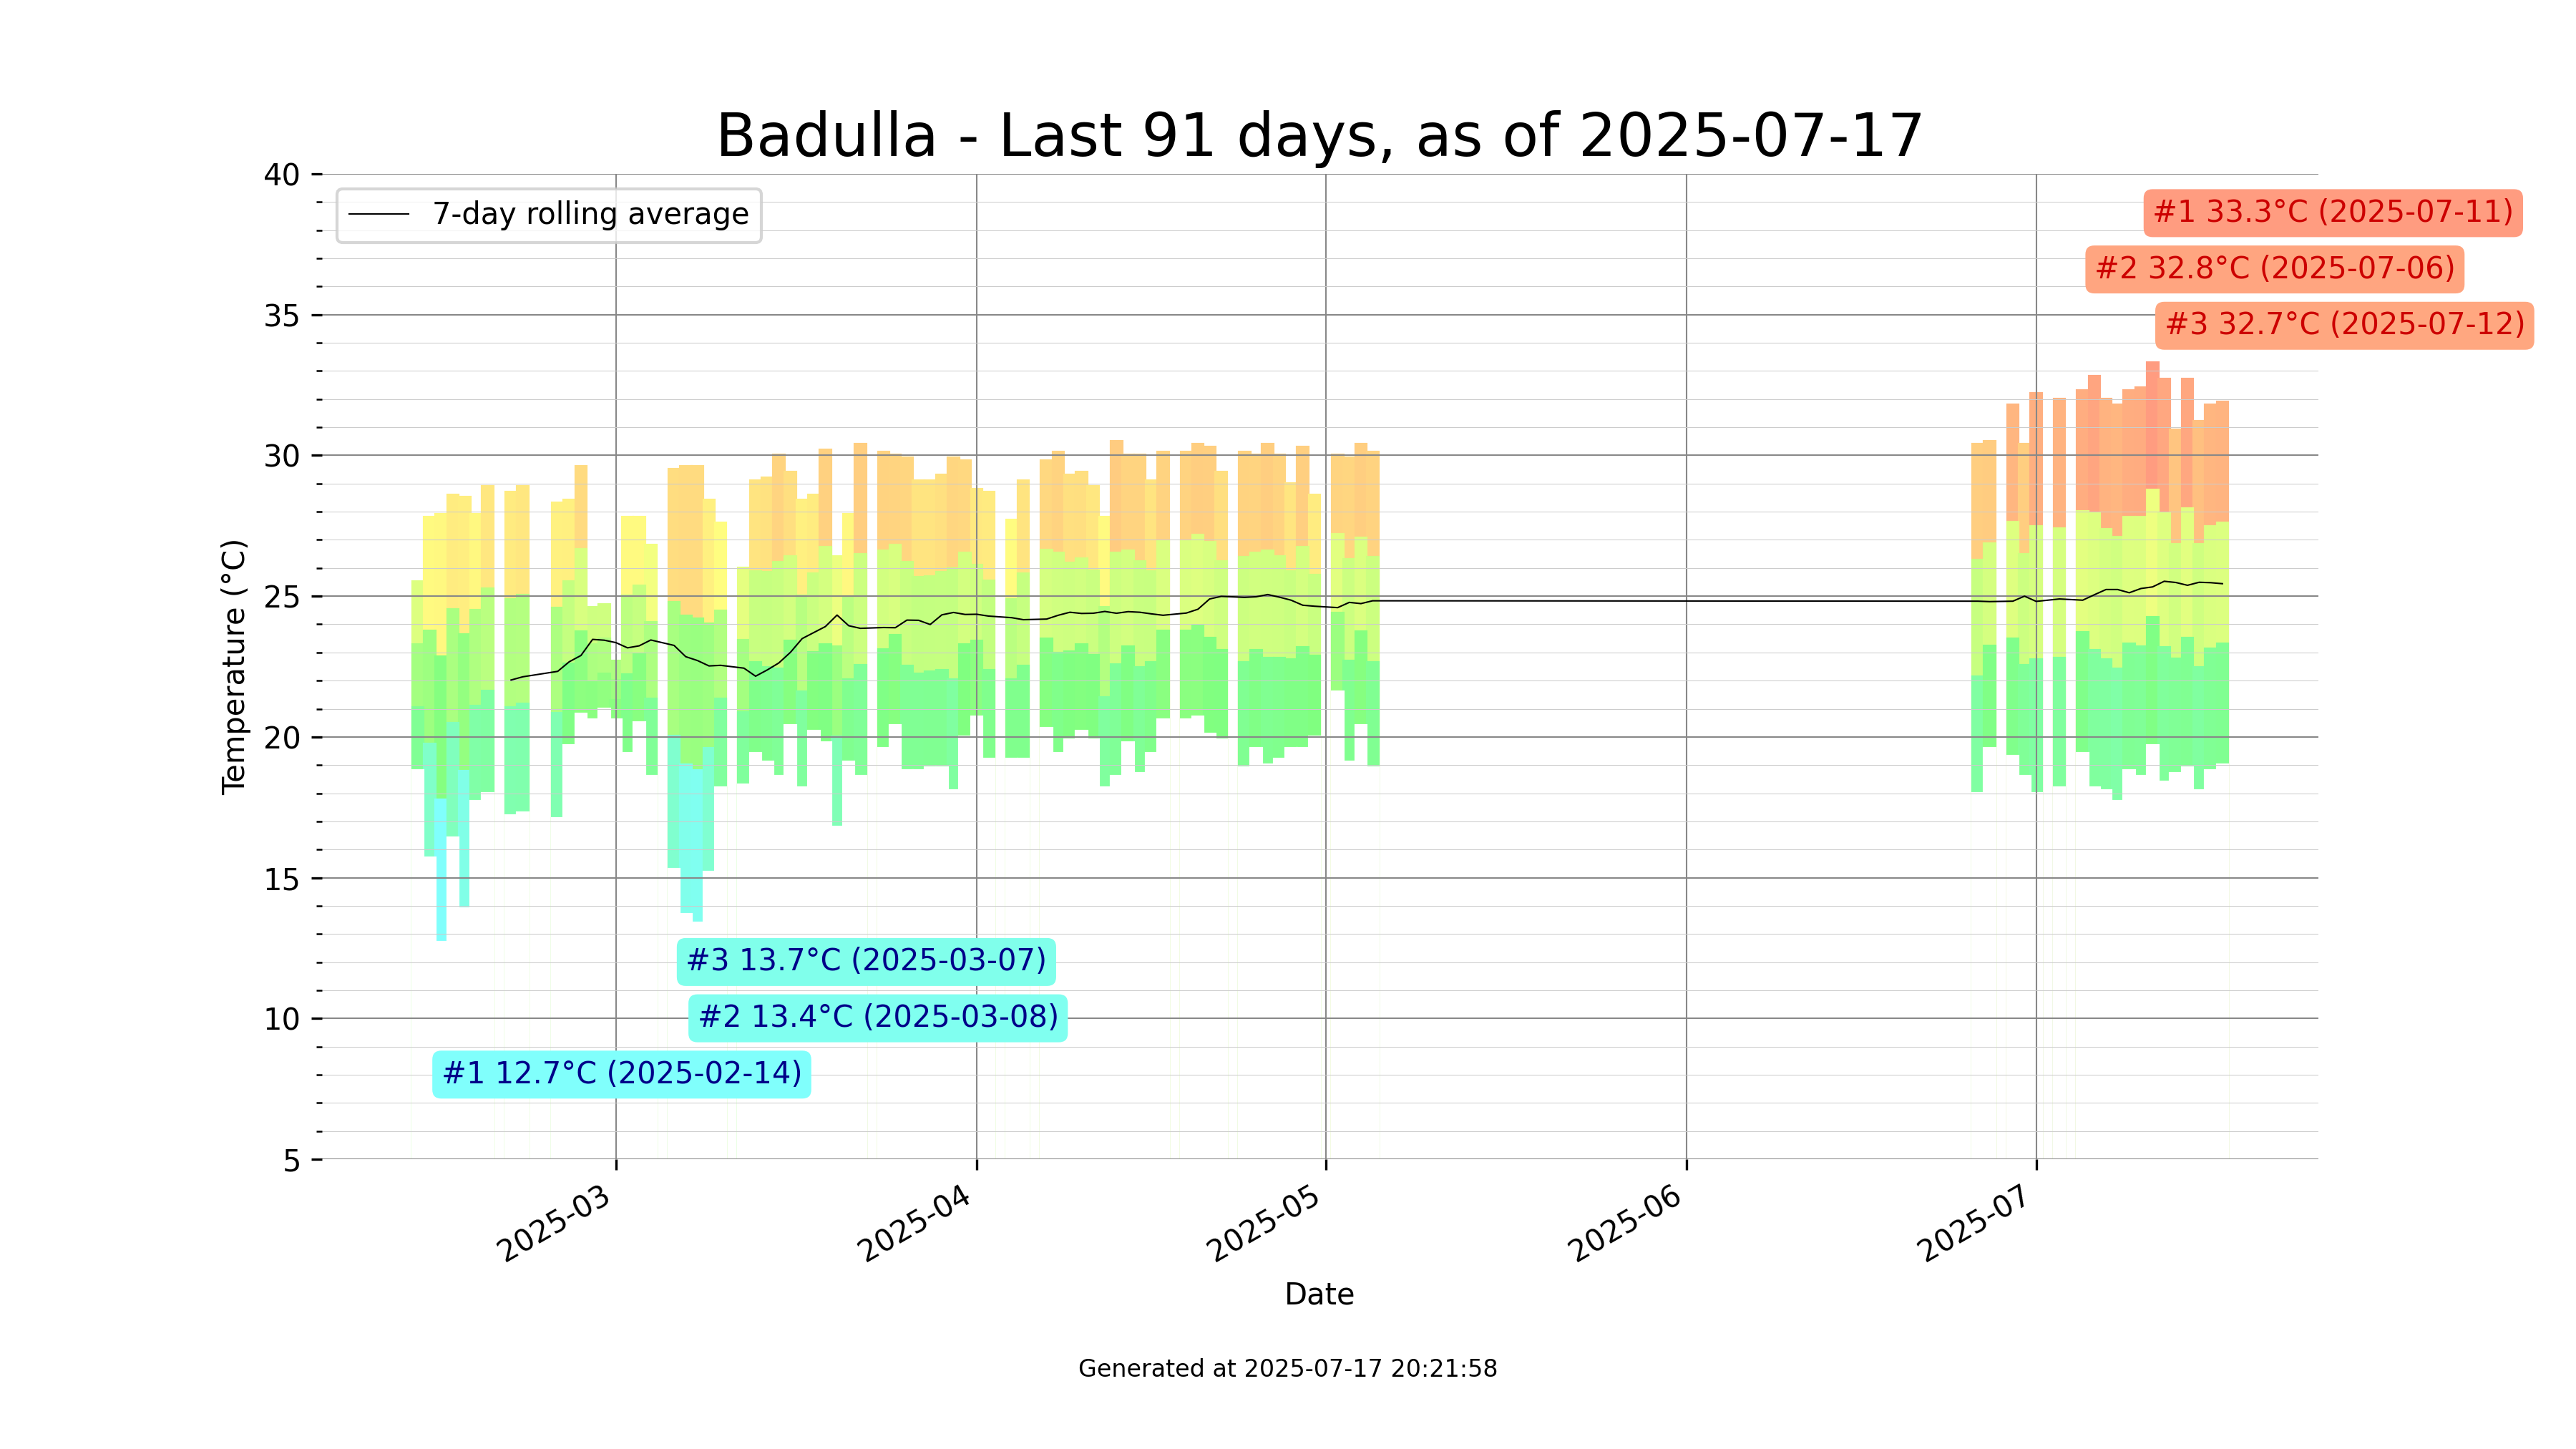 Badulla - Last 91 days, as of 2025-07-17
7-day rolling average
#1 33.3°C (2025-07-11)
#2 32.8°C (2025-07-06)
#3 32.7°C (2025-07-12)
40
35
30
25
20
15
10
5
Temperature (°C)
#3 13.7°C (2025-03-07)
#2 13.4°C (2025-03-08)
#1 12.7°C (2025-02-14)
2025-03
2025-04
2025-05
2025-06
2025-07
Date
Generated at 2025-07-17 20:21:58